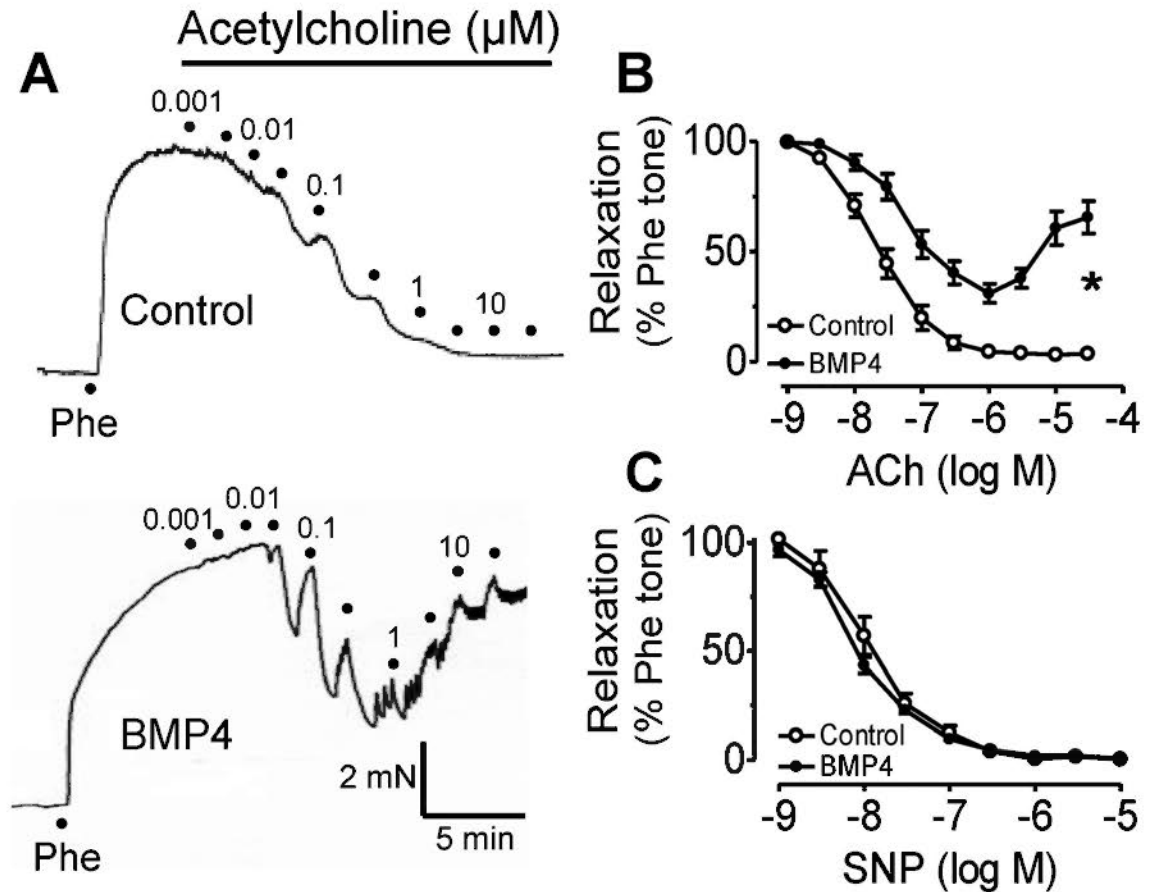 A
Acetylcholine (µM)
0.001
0.01
0.1
1
10
Control
Phe
0.001
0.01
0.1
1
10
BMP4
2 mN
5 min
Phe
B
Relaxation
(% Phe tone)
100
50
0
Control
BMP4
*
-9 -8 -7 -6 -5 -4
ACh (log M)
C
Relaxation
(% Phe tone)
100
50
0
Control
BMP4
-9 -8 -7 -6 -5
SNP (log M)